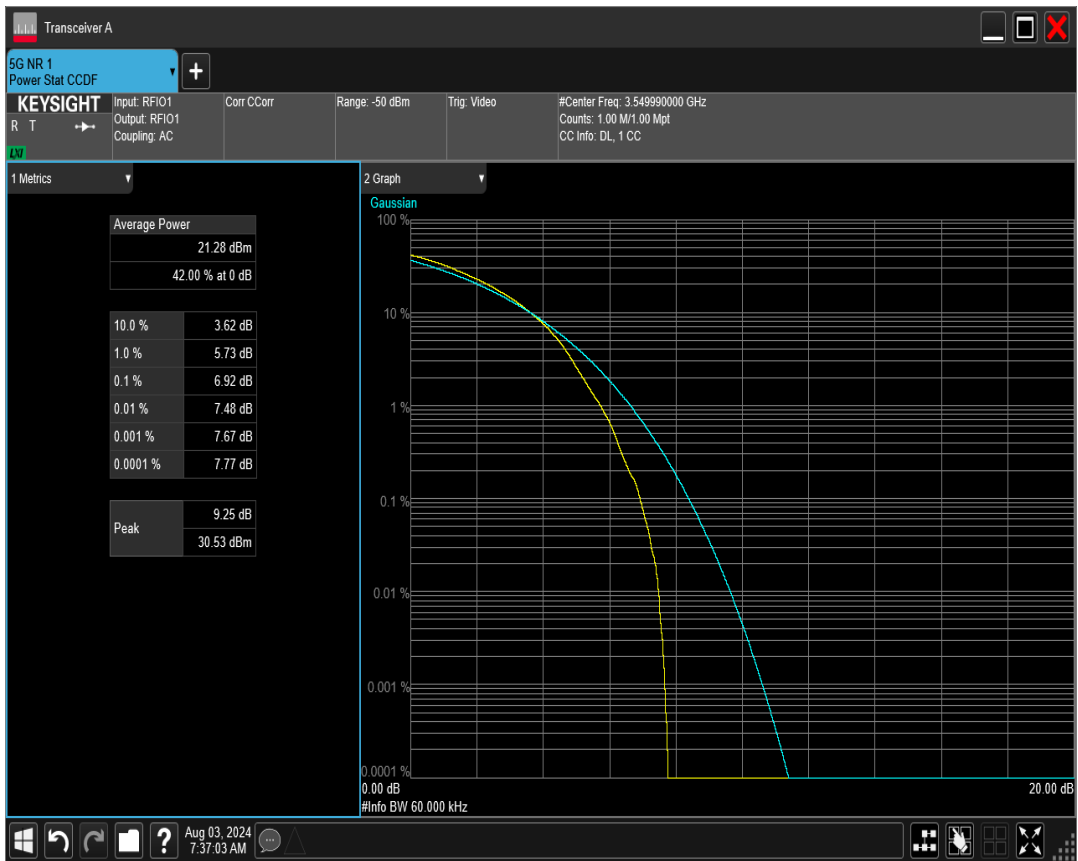 Transceiver A
5G NR 1
Power Stat CCDF
KEYSIGHT
R T
LXI
Input: RFIO1
Output: RFIO1
Coupling: AC
Corr CCorr
Range: -50 dBm
Trig: Video
#Center Freq: 3.549990000 GHz
Counts: 1.00 M/1.00 Mpt
CC Info: DL, 1 CC
1 Metrics
Average Power
21.28 dBm
42.00 % at 0 dB
10.0 % 3.62 dB
1.0 % 5.73 dB
0.1 % 6.92 dB
0.01 % 7.48 dB
0.001 % 7.67 dB
0.0001 % 7.77 dB
Peak
9.25 dB
30.53 dBm
2 Graph
Gaussian
100 %
10 %
1 %
0.1 %
0.01 %
0.001 %
0.0001 %
0.00 dB
20.00 dB
#Info BW 60.000 kHz
Aug 03, 2024
7:37:03 AM